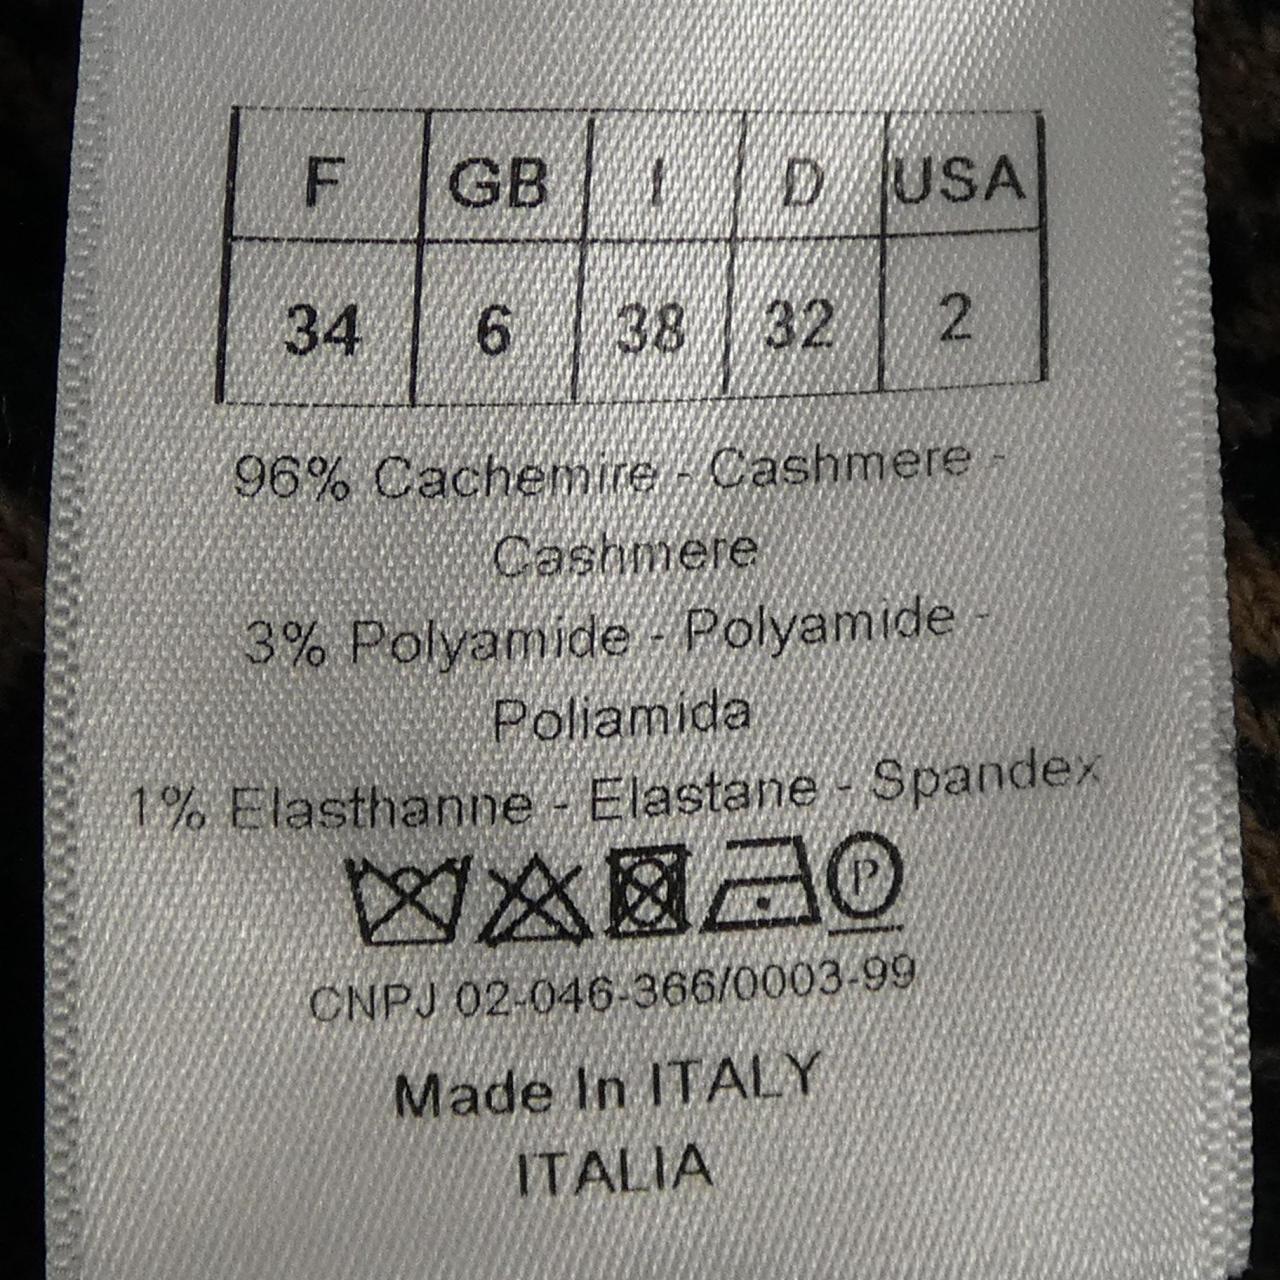 F GB I D USA
34 6 38 32 2
96% Cachemire - Cashmere -
Cashmere
3% Polyamide - Polyamide -
Poliamida
1% Elasthanne - Elastane - Spandex
P
CNPJ 02-046-366/0003-99
Made In ITALY
ITALIA